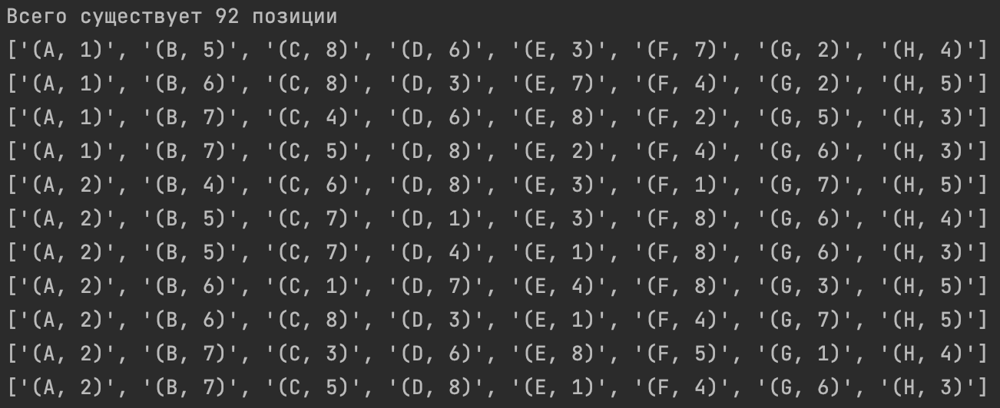 Всего существует 92 позиции
['(A, 1)', '(B, 5)', '(C, 8)', '(D, 6)', '(E, 3)', '(F, 7)', '(G, 2)', '(H, 4)']
['(A, 1)', '(B, 6)', '(C, 8)', '(D, 3)', '(E, 7)', '(F, 4)', '(G, 2)', '(H, 5)']
['(A, 1)', '(B, 7)', '(C, 4)', '(D, 6)', '(E, 8)', '(F, 2)', '(G, 5)', '(H, 3)']
['(A, 1)', '(B, 7)', '(C, 5)', '(D, 8)', '(E, 2)', '(F, 4)', '(G, 6)', '(H, 3)']
['(A, 2)', '(B, 4)', '(C, 6)', '(D, 8)', '(E, 3)', '(F, 1)', '(G, 7)', '(H, 5)']
['(A, 2)', '(B, 5)', '(C, 7)', '(D, 1)', '(E, 3)', '(F, 8)', '(G, 6)', '(H, 4)']
['(A, 2)', '(B, 5)', '(C, 7)', '(D, 4)', '(E, 1)', '(F, 8)', '(G, 6)', '(H, 3)']
['(A, 2)', '(B, 6)', '(C, 1)', '(D, 7)', '(E, 4)', '(F, 8)', '(G, 3)', '(H, 5)']
['(A, 2)', '(B, 6)', '(C, 8)', '(D, 3)', '(E, 1)', '(F, 4)', '(G, 7)', '(H, 5)']
['(A, 2)', '(B, 7)', '(C, 3)', '(D, 6)', '(E, 8)', '(F, 5)', '(G, 1)', '(H, 4)']
['(A, 2)', '(B, 7)', '(C, 5)', '(D, 8)', '(E, 1)', '(F, 4)', '(G, 6)', '(H, 3)']